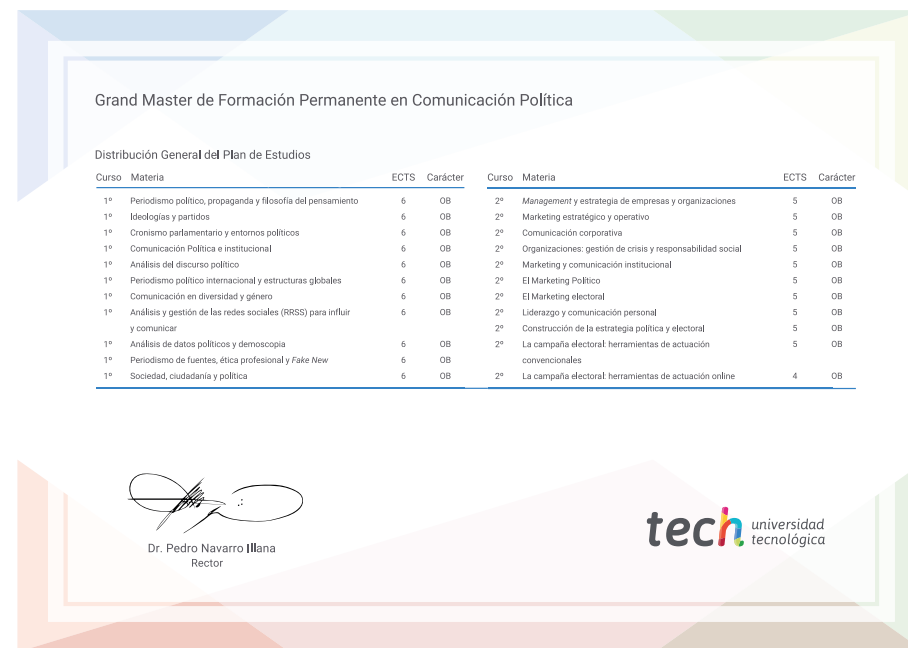 Grand Master de Formación Permanente en Comunicación Política
Distribución General del Plan de Estudios
Curso Materia ECTS Carácter
1º Periodismo político, propaganda y filosofía del pensamiento 6 OB
1º Ideologías y partidos 6 OB
1º Cronismo parlamentario y entornos políticos 6 OB
1º Comunicación Política e institucional 6 OB
1º Análisis del discurso político 6 OB
1º Periodismo político internacional y estructuras globales 6 OB
1º Comunicación en diversidad y género 6 OB
1º Análisis y gestión de las redes sociales (RRSS) para influir 6 OB
y comunicar
1º Análisis de datos políticos y demoscopia 6 OB
1º Periodismo de fuentes, ética profesional y Fake New 6 OB
1º Sociedad, ciudadanía y política 6 OB
Curso Materia ECTS Carácter
2º Management y estrategia de empresas y organizaciones 5 OB
2º Marketing estratégico y operativo 5 OB
2º Comunicación corporativa 5 OB
2º Organizaciones: gestión de crisis y responsabilidad social 5 OB
2º Marketing y comunicación institucional 5 OB
2º El Marketing Político 5 OB
2º El Marketing electoral 5 OB
2º Liderazgo y comunicación personal 5 OB
2º Construcción de la estrategia política y electoral 5 OB
2º La campaña electoral: herramientas de actuación 5 OB
convencionales
2º La campaña electoral: herramientas de actuación online 4 OB
Dr. Pedro Navarro Illana
Rector
tech universidad
tecnológica